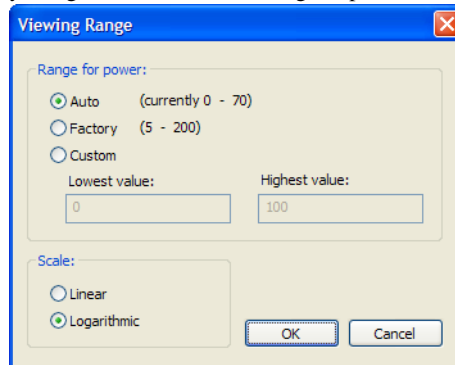 Viewing Range
Range for power:
Auto (currently 0 - 70)
Factory (5 - 200)
Custom
Lowest value: Highest value:
0 100
Scale:
Linear
Logarithmic
OK Cancel